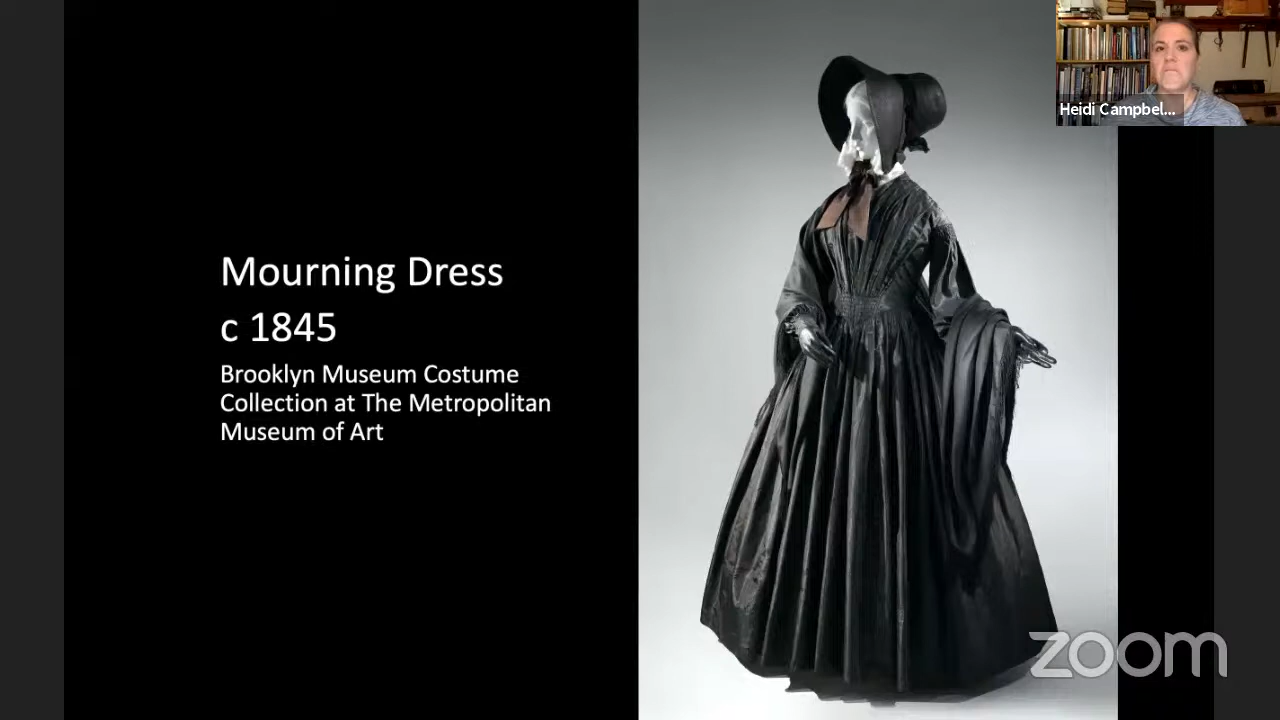 Heidi Campbel...
Mourning Dress
c 1845
Brooklyn Museum Costume
Collection at The Metropolitan
Museum of Art
zoom